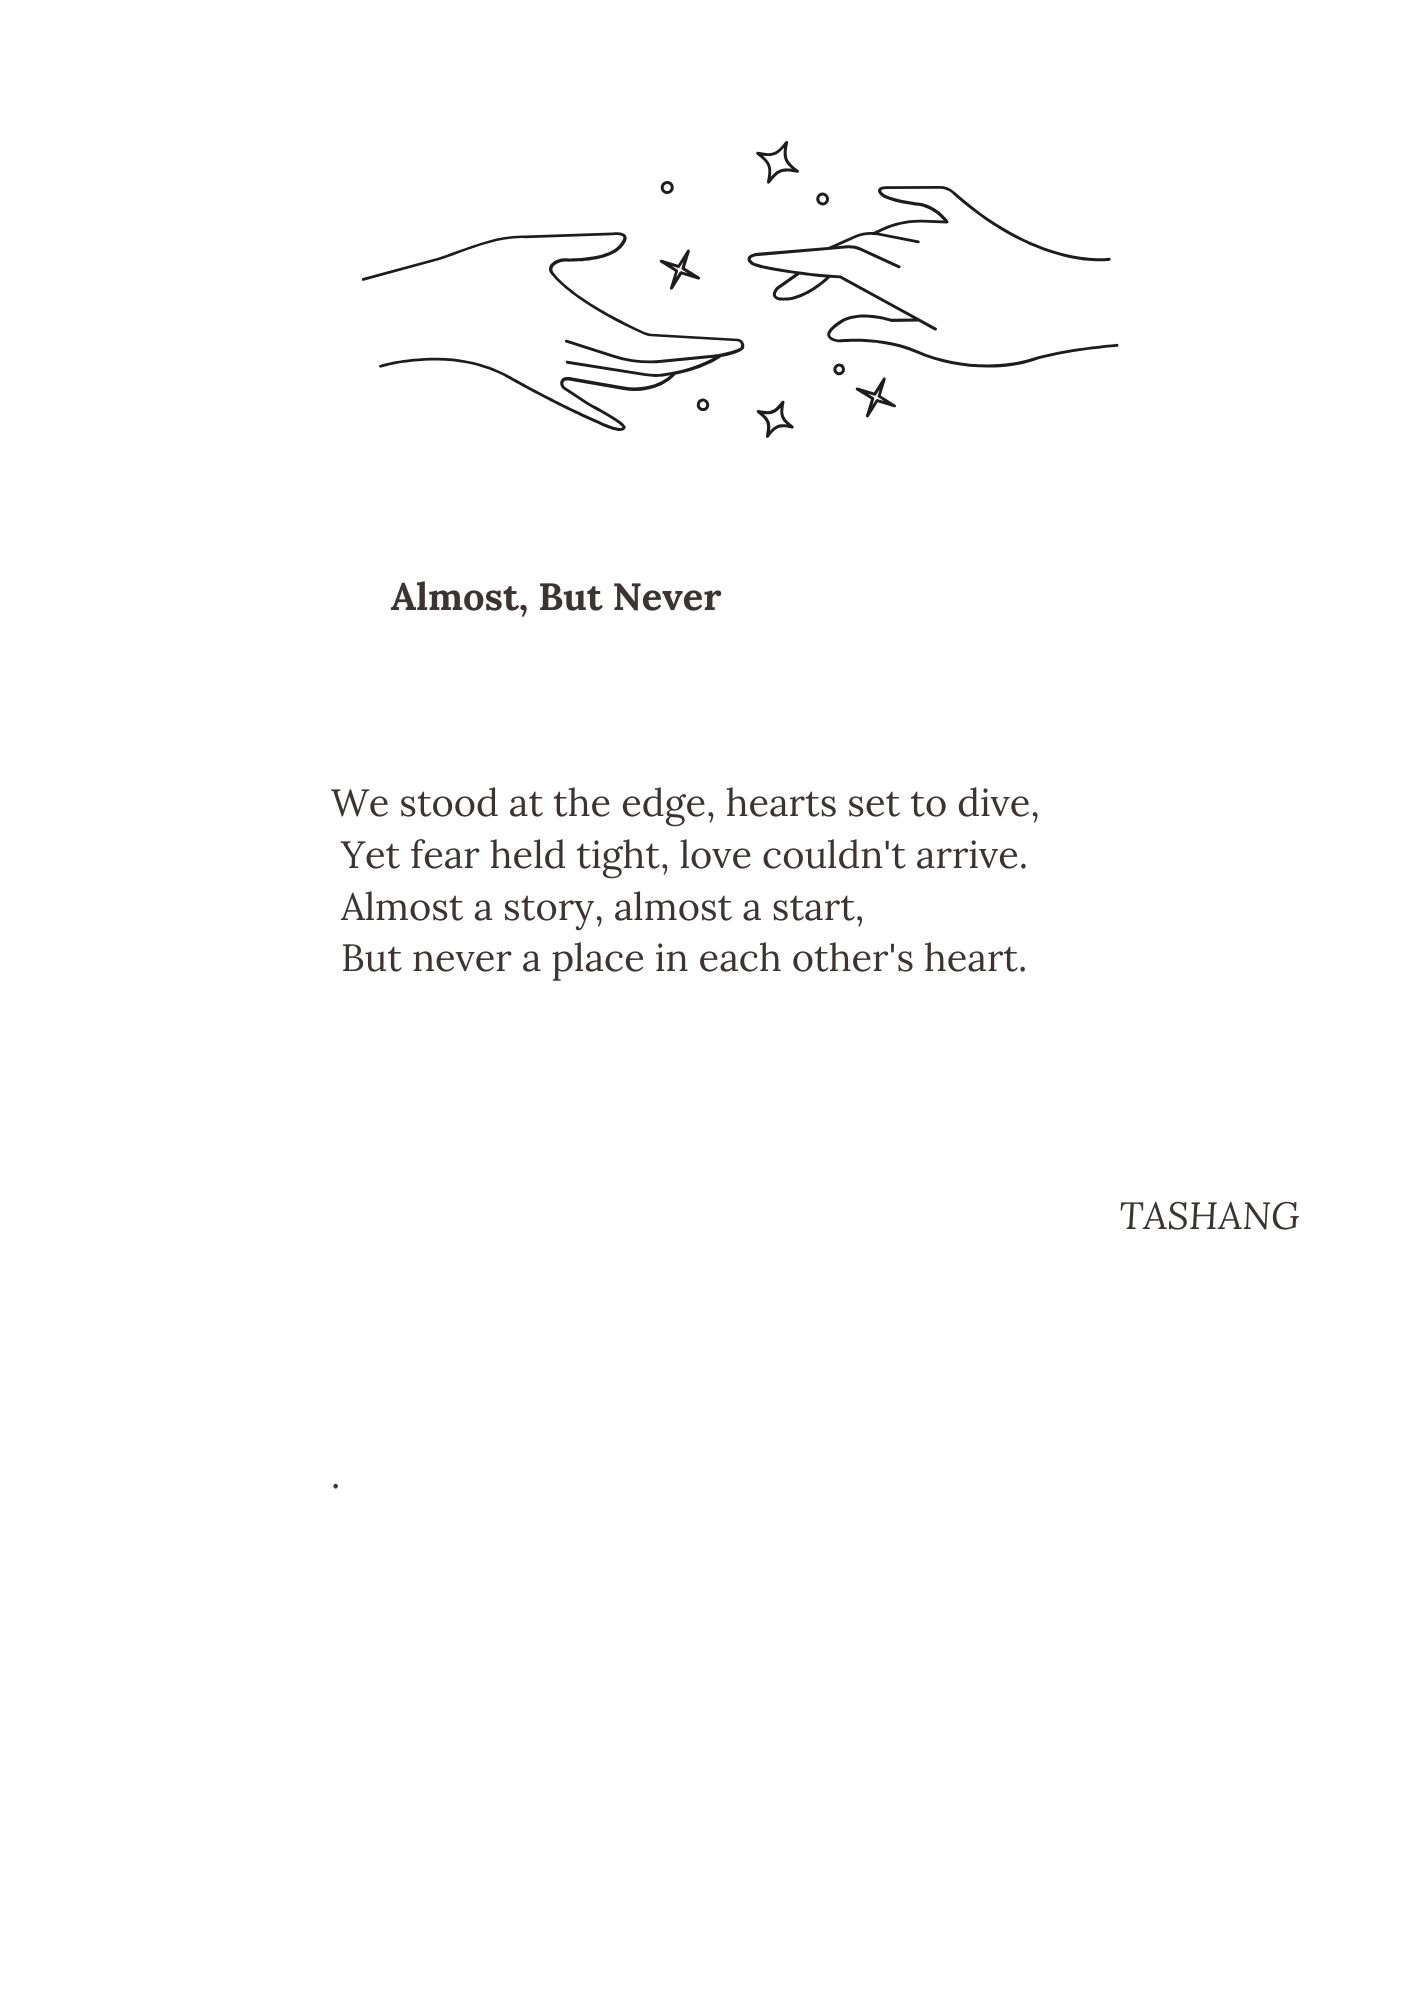 Almost, But Never
We stood at the edge, hearts set to dive,
Yet fear held tight, love couldn't arrive.
Almost a story, almost a start,
But never a place in each other's heart.
TASHANG
.